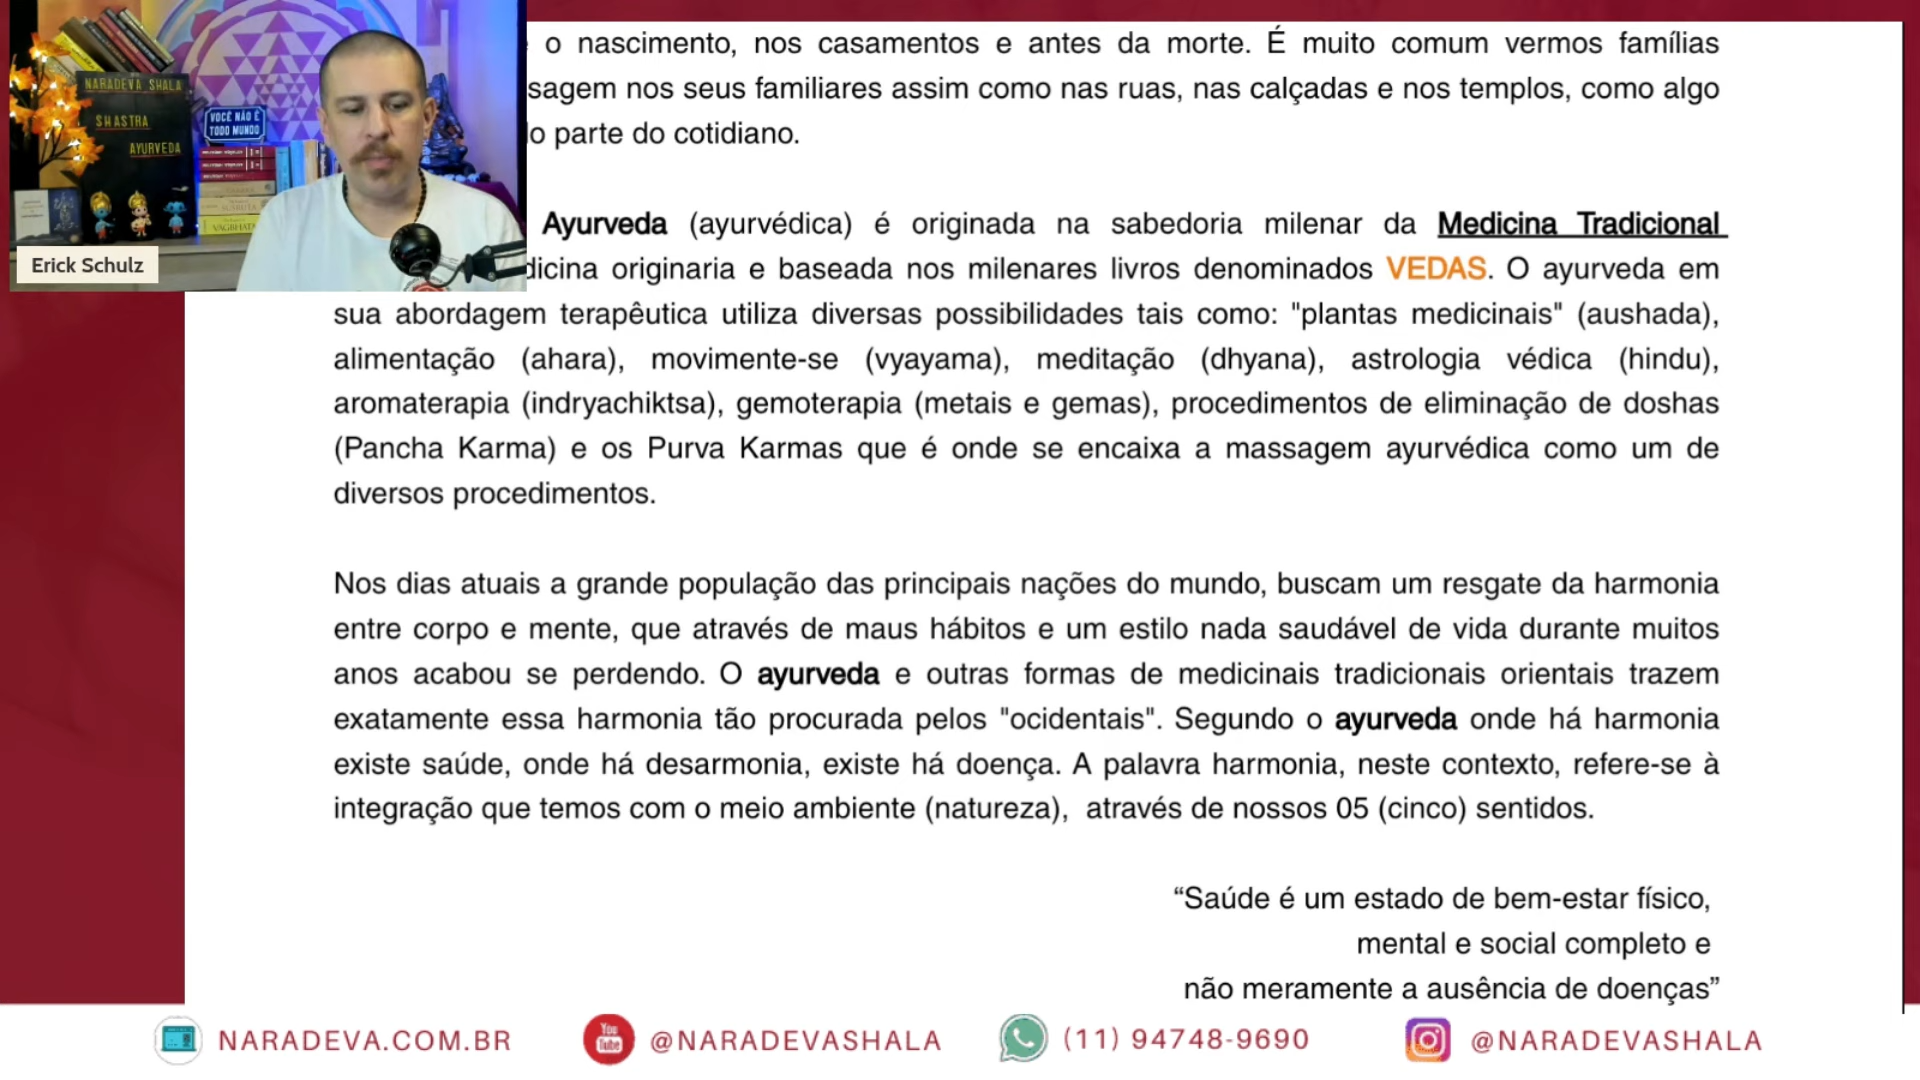 NARADEVA SHALA
SHASTRA
AYURVEDA
VOCÊ NÃO É
TODO MUNDO
SUSRUTA
VAGBHATA
Erick Schulz
o nascimento, nos casamentos e antes da morte. É muito comum vermos famílias
sagem nos seus familiares assim como nas ruas, nas calçadas e nos templos, como algo
o parte do cotidiano.
Ayurveda (ayurvédica) é originada na sabedoria milenar da Medicina Tradicional
dicina originaria e baseada nos milenares livros denominados VEDAS. O ayurveda em
sua abordagem terapêutica utiliza diversas possibilidades tais como: "plantas medicinais" (aushada),
alimentação (ahara), movimente-se (vyayama), meditação (dhyana), astrologia védica (hindu),
aromaterapia (indryachiktsa), gemoterapia (metais e gemas), procedimentos de eliminação de doshas
(Pancha Karma) e os Purva Karmas que é onde se encaixa a massagem ayurvédica como um de
diversos procedimentos.
Nos dias atuais a grande população das principais nações do mundo, buscam um resgate da harmonia
entre corpo e mente, que através de maus hábitos e um estilo nada saudável de vida durante muitos
anos acabou se perdendo. O ayurveda e outras formas de medicinais tradicionais orientais trazem
exatamente essa harmonia tão procurada pelos "ocidentais". Segundo o ayurveda onde há harmonia
existe saúde, onde há desarmonia, existe há doença. A palavra harmonia, neste contexto, refere-se à
integração que temos com o meio ambiente (natureza), através de nossos 05 (cinco) sentidos.
“Saúde é um estado de bem-estar físico,
mental e social completo e
não meramente a ausência de doenças”
NARADEVA.COM.BR
You
Tube
@NARADEVASHALA
(11) 94748-9690
@NARADEVASHALA